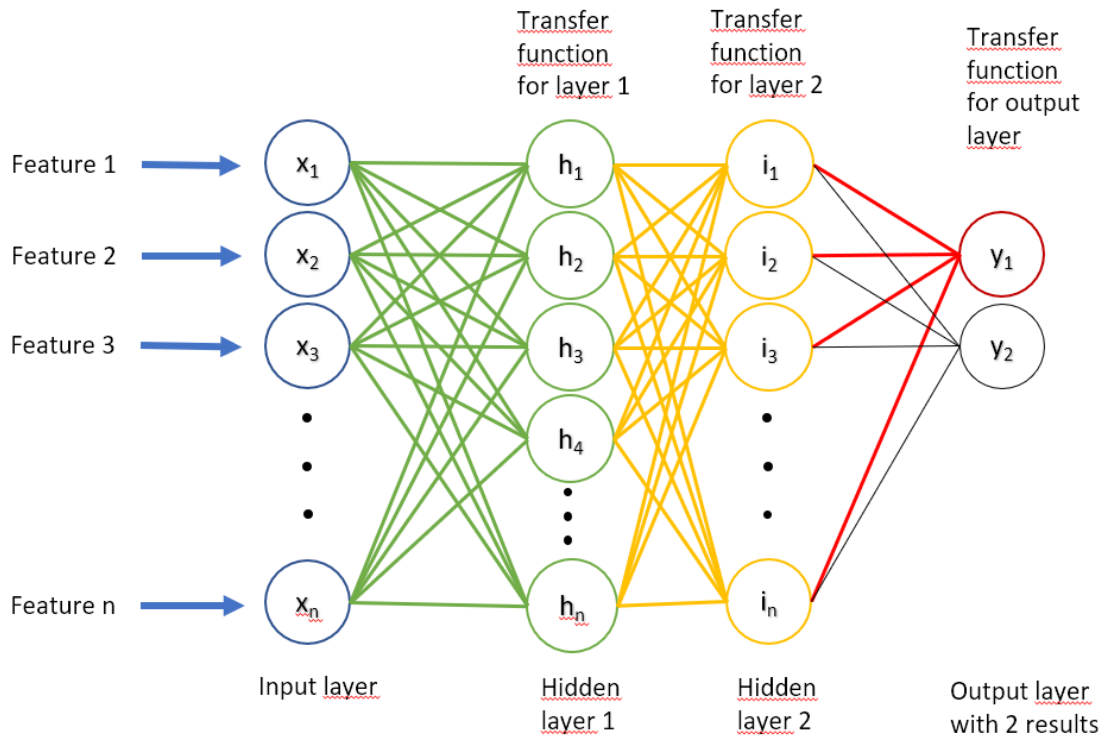 Transfer
function
for layer 1
Transfer
function
for layer 2
Transfer
function
for output
layer
Feature 1
x₁
h₁
i₁
Feature 2
x₂
h₂
i₂
y₁
Feature 3
x₃
h₃
i₃
y₂
h₄
Feature n
xₙ
hₙ
iₙ
Input layer
Hidden
layer 1
Hidden
layer 2
Output layer
with 2 results